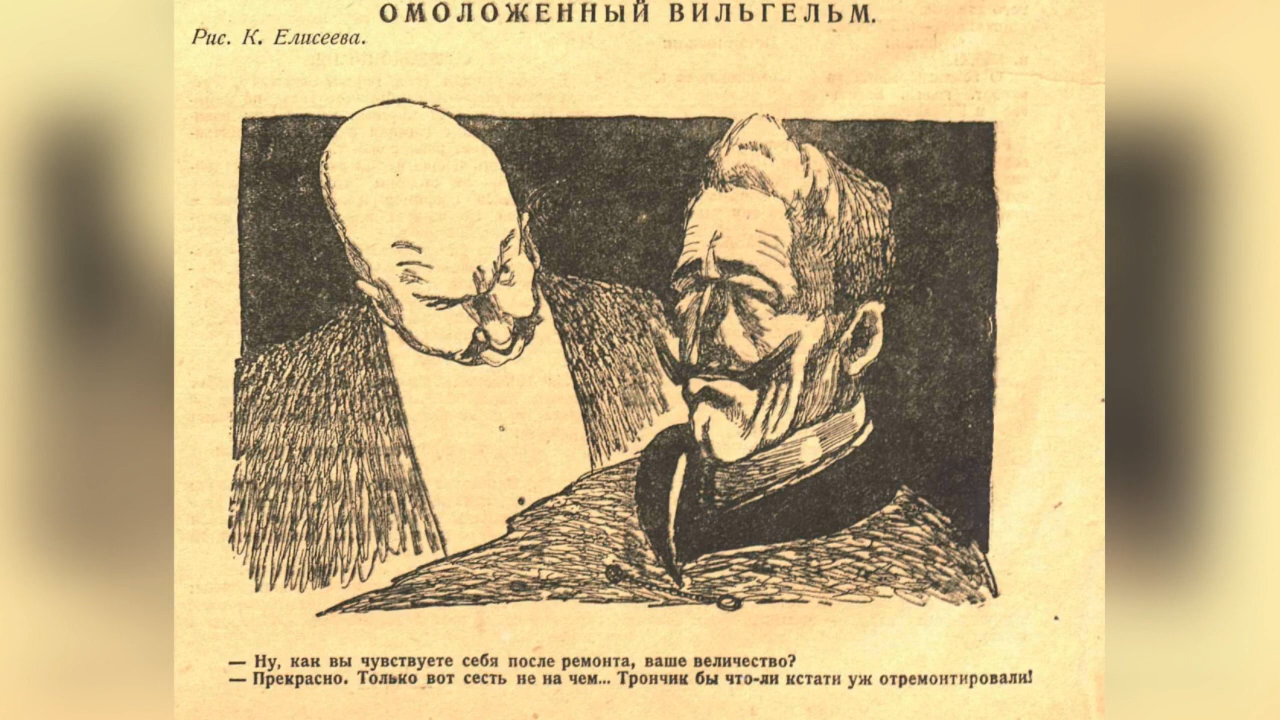 ОМОЛОЖЕННЫЙ ВИЛЬГЕЛЬМ.
Рис. К. Елисеева.
— Ну, как вы чувствуете себя после ремонта, ваше величество?
— Прекрасно. Только вот сесть не на чем... Трончик бы что-ли кстати уж отремонтировали!